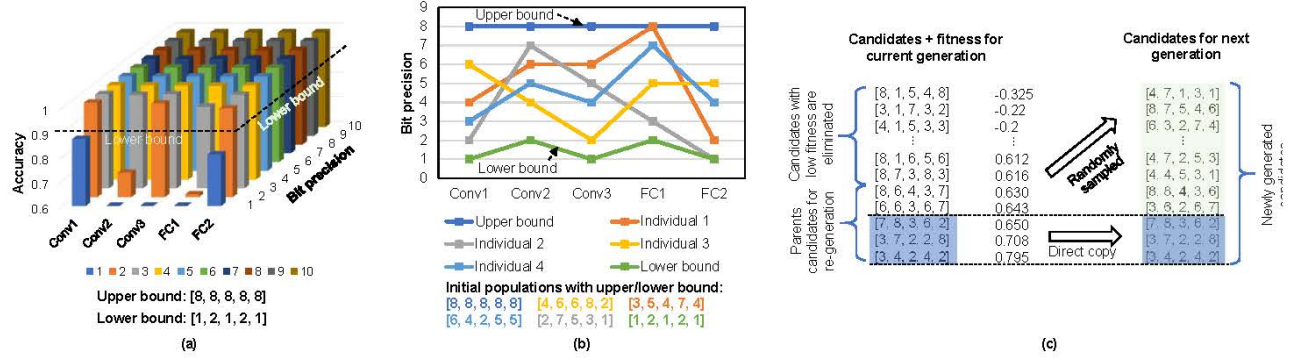 1
0.9
0.8
0.7
0.6
Accuracy
Lower bound
Lower bound
Conv1
Conv2
Conv3
FC1
FC2
1 2 3 4 5 6 7 8 9 10
Bit precision
1 2 3 4 5 6 7 8 9 10
Upper bound: [8, 8, 8, 8, 8]
Lower bound: [1, 2, 1, 2, 1]
(a)
9
8
7
6
5
4
3
2
1
0
Bit precision
Upper bound
Lower bound
Conv1 Conv2 Conv3 FC1 FC2
Upper bound Individual 1
Individual 2 Individual 3
Individual 4 Lower bound
Initial populations with upper/lower bound:
[8, 8, 8, 8, 8] [4, 6, 6, 8, 2] [3, 5, 4, 7, 4]
[6, 4, 2, 5, 5] [2, 7, 5, 3, 1] [1, 2, 1, 2, 1]
(b)
Candidates + fitness for
current generation
Candidates for next
generation
Candidates with
low fitness are
eliminated
Parents
candidates for
re-generation
[8, 1, 5, 4, 8] -0.325
[3, 1, 7, 3, 2] -0.22
[4, 1, 5, 3, 3] -0.2
⋮ ⋮
[8, 1, 6, 5, 6] 0.612
[8, 7, 3, 8, 3] 0.616
[8, 6, 4, 3, 7] 0.630
[6, 6, 3, 6, 7] 0.643
[7, 8, 3, 6, 2] 0.650
[3, 7, 2, 2, 8] 0.708
[3, 4, 2, 4, 2] 0.795
Randomly
sampled
Direct copy
[4, 7, 1, 3, 1]
[8, 7, 5, 4, 6]
[6, 3, 2, 7, 4]
⋮
[4, 7, 2, 5, 3]
[4, 4, 5, 3, 1]
[8, 8, 4, 3, 6]
[3, 6, 2, 6, 7]
[7, 8, 3, 6, 2]
[3, 7, 2, 2, 8]
[3, 4, 2, 4, 2]
Newly generated
(c)